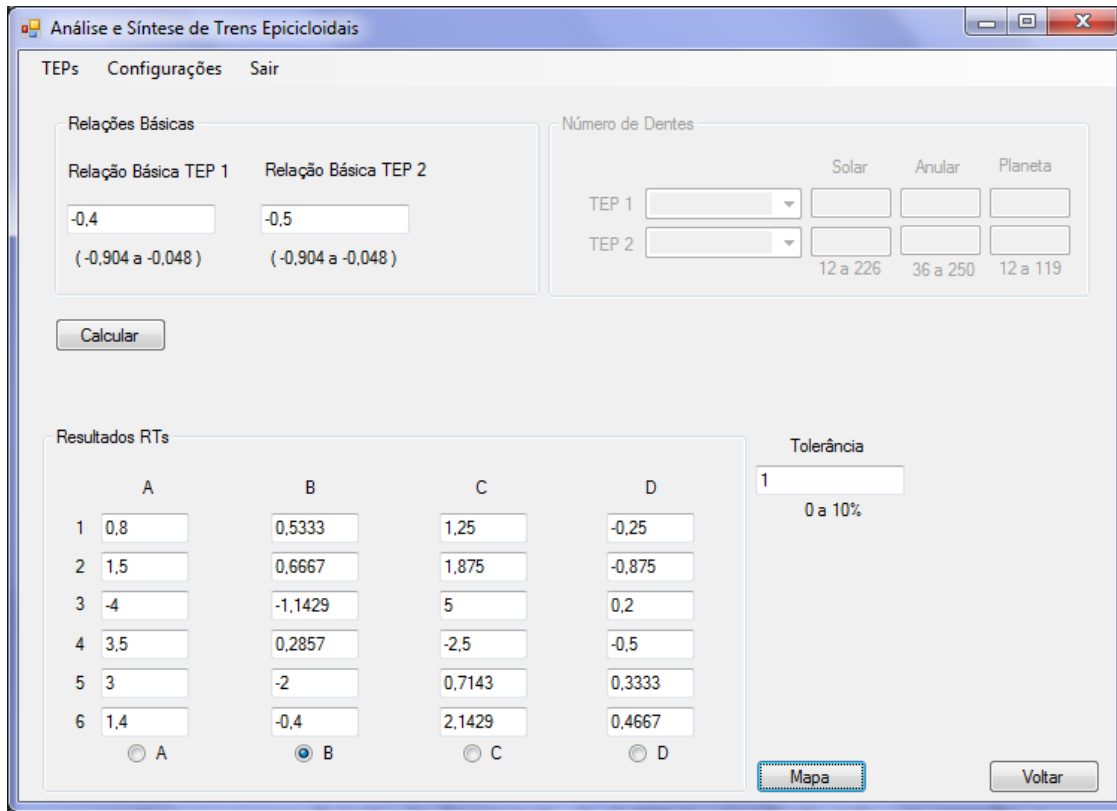 Análise e Síntese de Trens Epicicloidais
TEPs Configurações Sair
Relações Básicas
Relação Básica TEP 1 Relação Básica TEP 2
-0,4 -0,5
( -0,904 a -0,048 ) ( -0,904 a -0,048 )
Número de Dentes
Solar Anular Planeta
TEP 1
TEP 2
12 a 226 36 a 250 12 a 119
Calcular
Resultados RTs
A B C D
1 0,8 0,5333 1,25 -0,25
2 1,5 0,6667 1,875 -0,875
3 -4 -1,1429 5 0,2
4 3,5 0,2857 -2,5 -0,5
5 3 -2 0,7143 0,3333
6 1,4 -0,4 2,1429 0,4667
A B C D
Tolerância
1
0 a 10%
Mapa Voltar